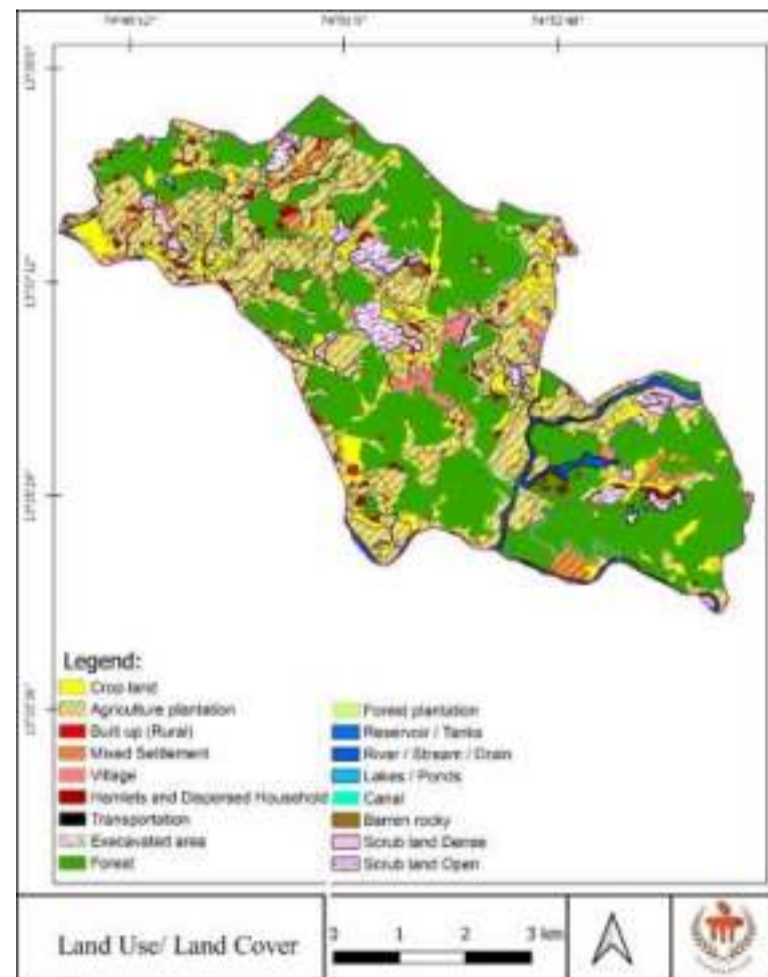 Legend:
Crop land
Agriculture plantation
Built up (Rural)
Mixed Settlement
Village
Hamlets and Dispersed Household
Transportation
Execavated area
Forest
Forest plantation
Reservoir / Tanks
River / Stream / Drain
Lakes / Ponds
Canal
Barren rocky
Scrub land Dense
Scrub land Open
Land Use/ Land Cover
0 1 2 3 km